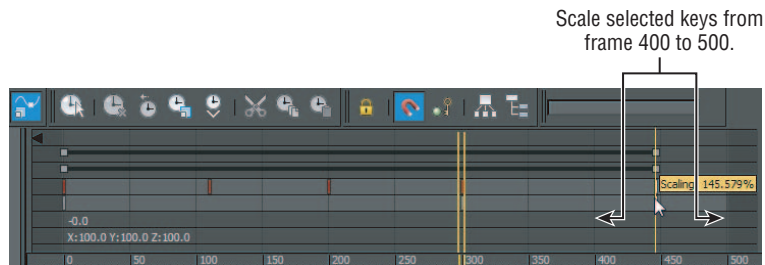 Scale selected keys from
frame 400 to 500.
Scaling 145.579%
-0.0
X:100.0 Y:100.0 Z:100.0
0 50 100 150 200 250 300 350 400 450 500